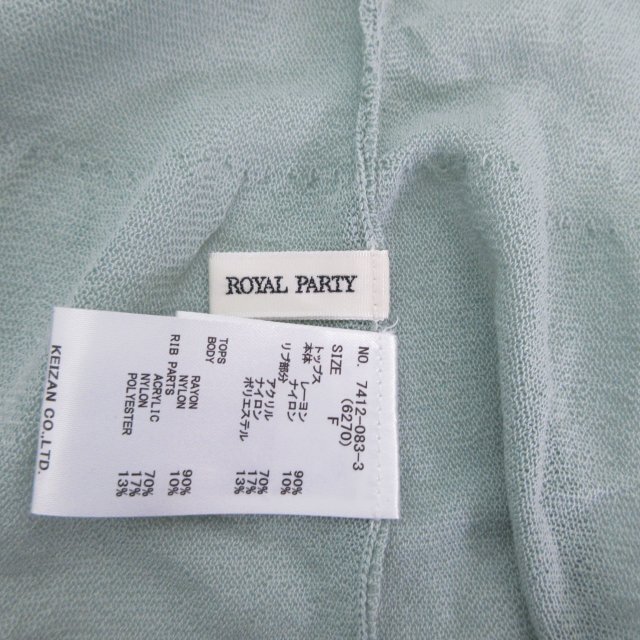 ROYAL PARTY
NO. 7412-083-3
(6270)
SIZE F
トップス
本体 レーヨン 90%
ナイロン 10%
リブ部分
アクリル 70%
ナイロン 17%
ポリエステル 13%
TOPS
BODY
RAYON 90%
NYLON 10%
RIB PARTS
ACRYLIC 70%
NYLON 17%
POLYESTER 13%
KEIZAN CO.,LTD.